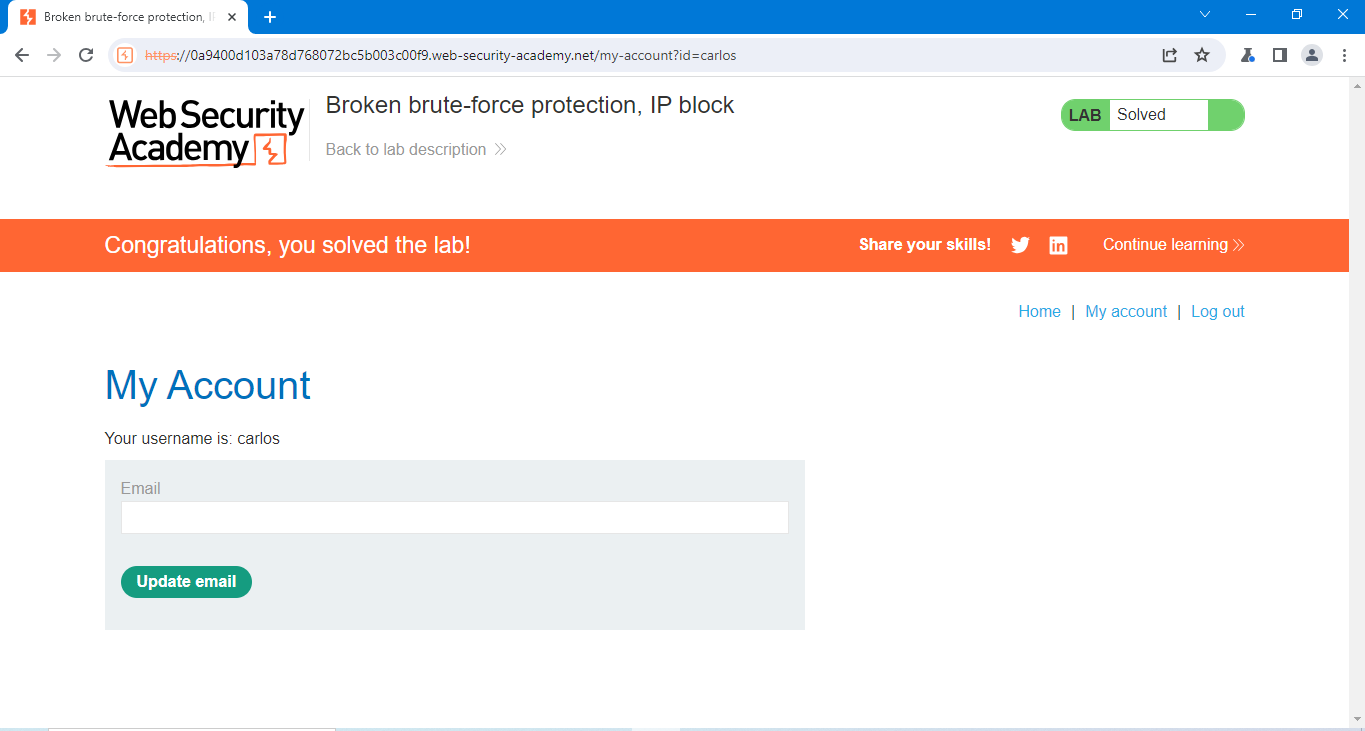 Broken brute-force protection, I
https://0a9400d103a78d768072bc5b003c00f9.web-security-academy.net/my-account?id=carlos
Web Security
Academy
Broken brute-force protection, IP block
Back to lab description
LAB Solved
Congratulations, you solved the lab!
Share your skills!
Continue learning
Home | My account | Log out
My Account
Your username is: carlos
Email
Update email